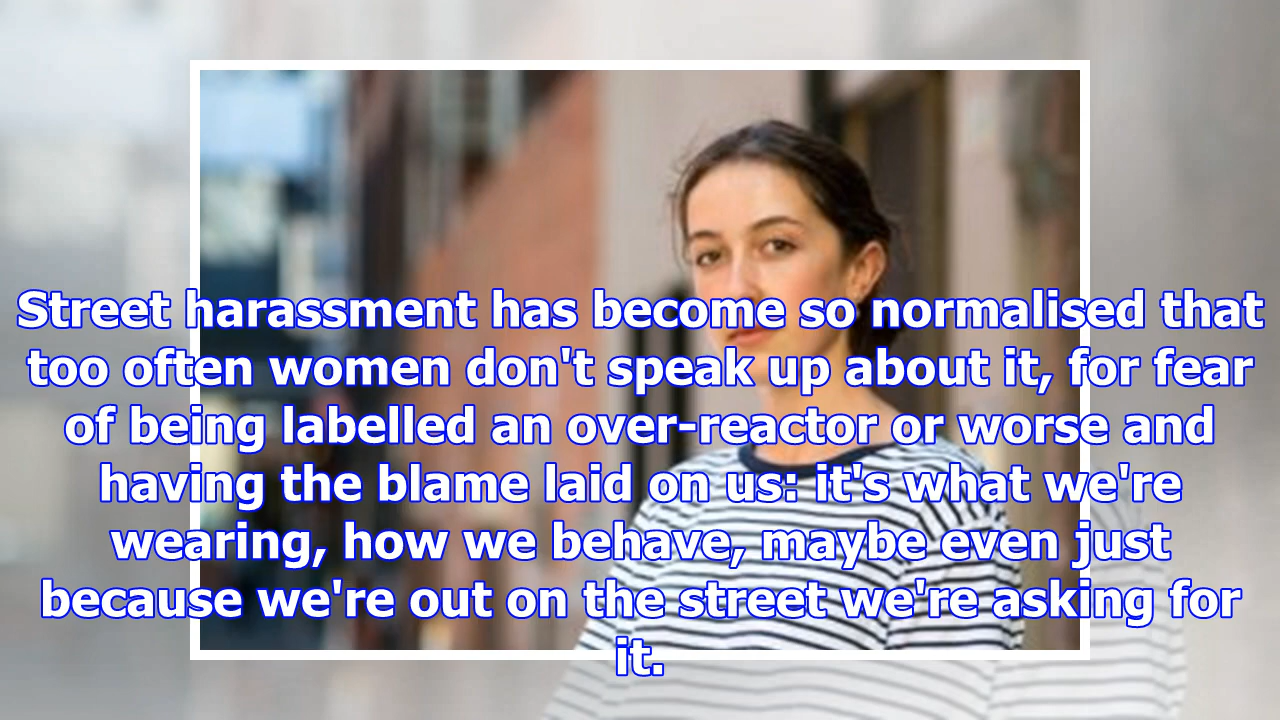 Street harassment has become so normalised that
too often women don't speak up about it, for fear
of being labelled an over-reactor or worse and
having the blame laid on us: it's what we're
wearing, how we behave, maybe even just
because we're out on the street we're asking for
it.